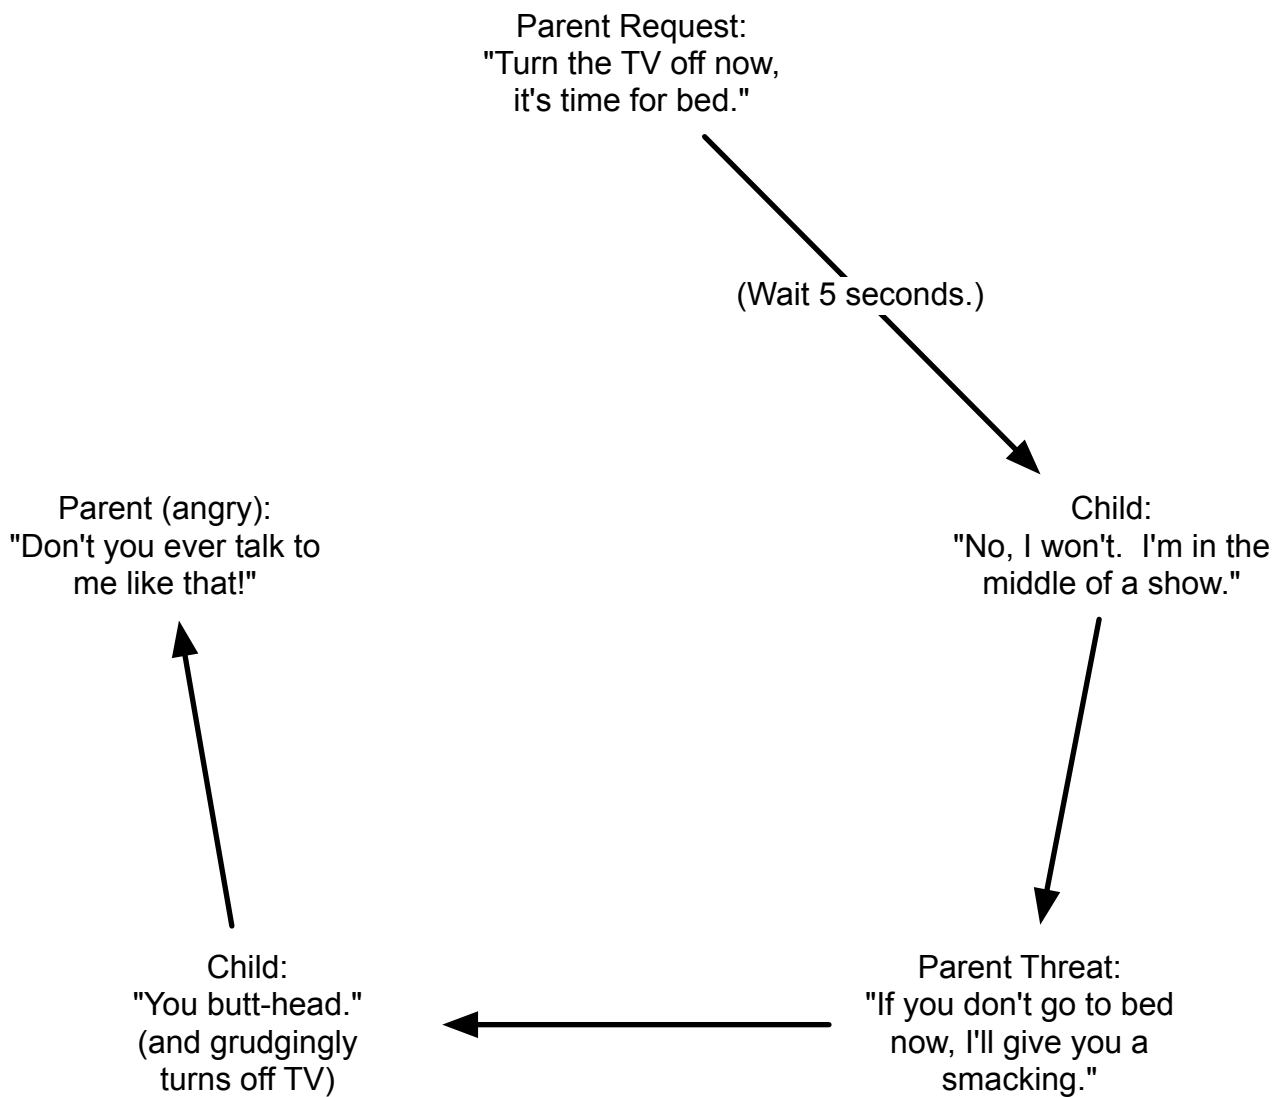 Parent Request:
"Turn the TV off now,
it's time for bed."
(Wait 5 seconds.)
Child:
"No, I won't.  I'm in the
middle of a show."
Parent Threat:
"If you don't go to bed
now, I'll give you a
smacking."
Child:
"You butt-head."
(and grudgingly
turns off TV)
Parent (angry):
"Don't you ever talk to
me like that!"